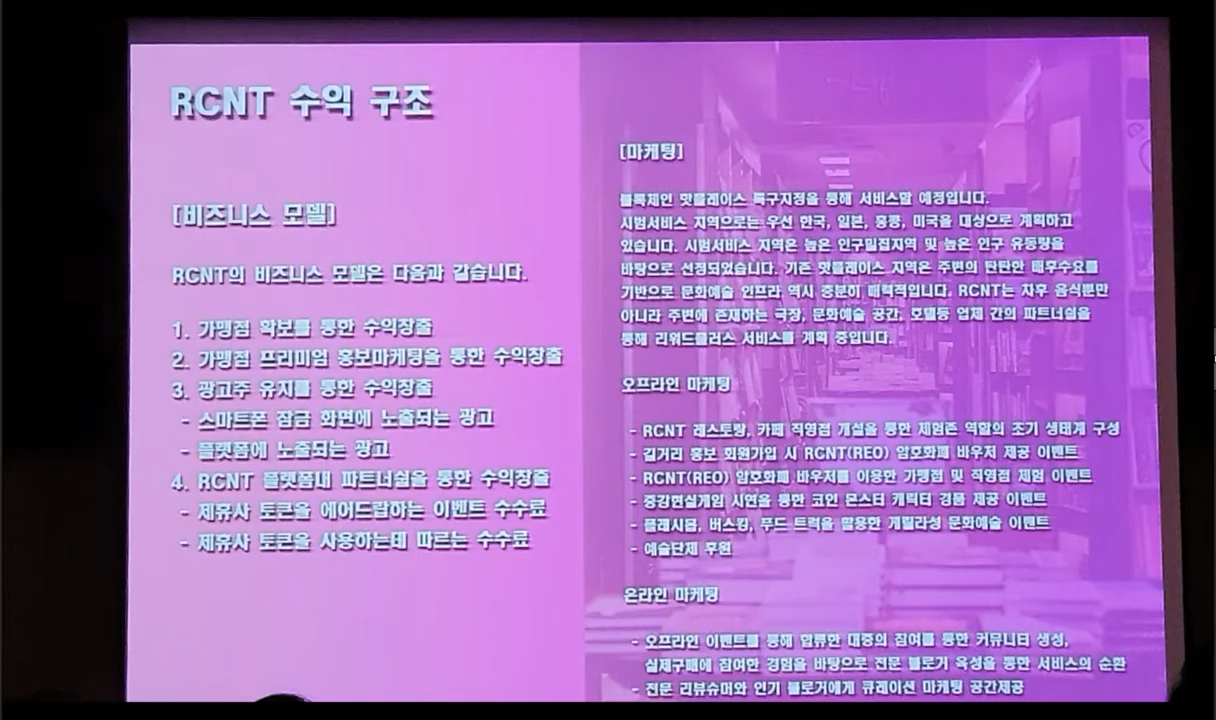 RCNT 수익 구조
[비즈니스 모델]
RCNT의 비즈니스 모델은 다음과 같습니다.
1. 가맹점 확보를 통한 수익창출
2. 가맹점 프리미엄 홍보마케팅을 통한 수익창출
3. 광고주 유치를 통한 수익창출
- 스마트폰 잠금 화면에 노출되는 광고
- 플랫폼에 노출되는 광고
4. RCNT 플랫폼내 파트너쉽을 통한 수익창출
- 제휴사 토큰을 에어드랍하는 이벤트 수수료
- 제휴사 토큰을 사용하는데 따르는 수수료
[마케팅]
블록체인 핫플레이스 특구지정을 통해 서비스할 예정입니다.
시범서비스 지역으로는 우선 한국, 일본, 홍콩, 미국을 대상으로 계획하고
있습니다. 시범서비스 지역은 높은 인구밀집지역 및 높은 인구 유동량을
바탕으로 선정되었습니다. 기존 핫플레이스 지역은 주변의 탄탄한 배후수요를
기반으로 문화예술 인프라 역시 충분히 매력적입니다. RCNT는 차후 음식뿐만
아니라 주변에 존재하는 극장, 문화예술 공간, 호텔등 업체 간의 파트너쉽을
통해 리워드플러스 서비스를 계획 중입니다.
오프라인 마케팅
- RCNT 레스토랑, 카페 직영점 개설을 통한 체험존 역할의 초기 생태계 구성
- 길거리 홍보 회원가입 시 RCNT(REO) 암호화폐 바우저 제공 이벤트
- RCNT(REO) 암호화폐 바우저를 이용한 가맹점 및 직영점 체험 이벤트
- 증강현실게임 시연을 통한 코인 몬스터 캐릭터 경품 제공 이벤트
- 플래시몹, 버스킹, 푸드 트럭을 활용한 게릴라성 문화예술 이벤트
- 예술단체 후원
온라인 마케팅
- 오프라인 이벤트를 통해 합류한 대중의 참여를 통한 커뮤니티 생성,
실제구매에 참여한 경험을 바탕으로 전문 블로거 육성을 통한 서비스의 순환
- 전문 리뷰슈머와 인기 블로거에게 큐레이션 마케팅 공간제공